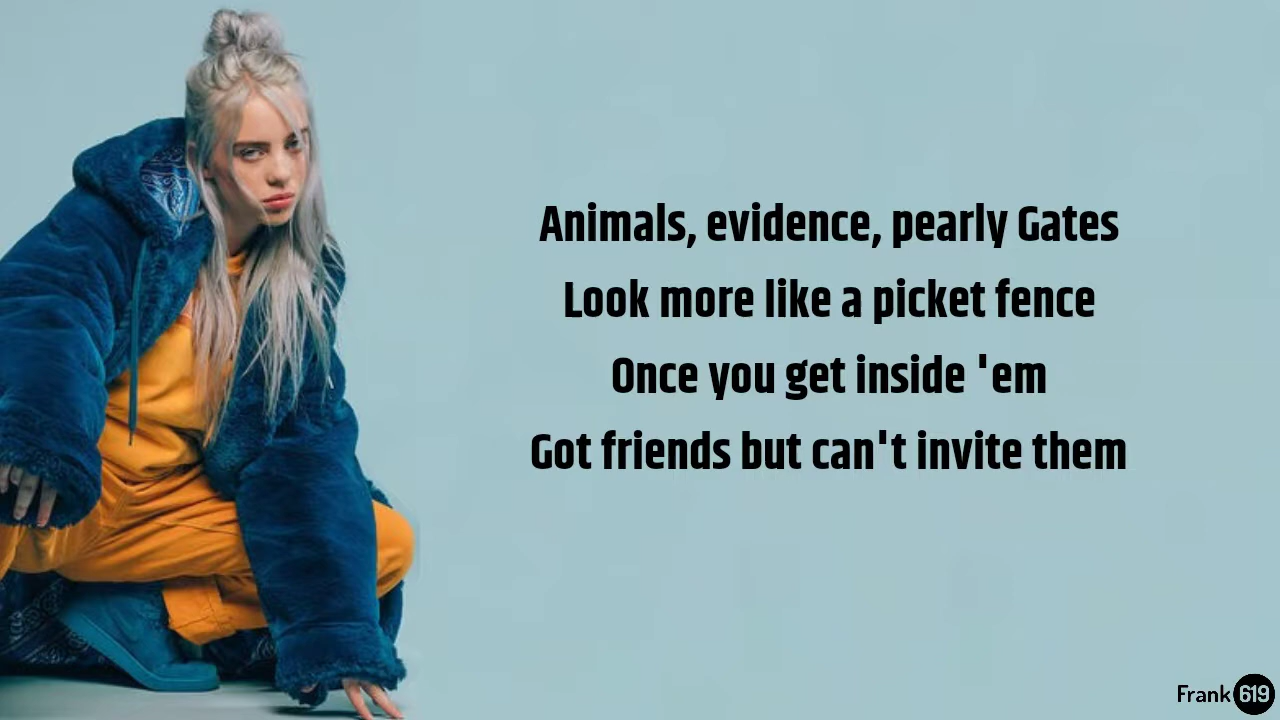 Animals, evidence, pearly Gates
Look more like a picket fence
Once you get inside 'em
Got friends but can't invite them
Frank 619